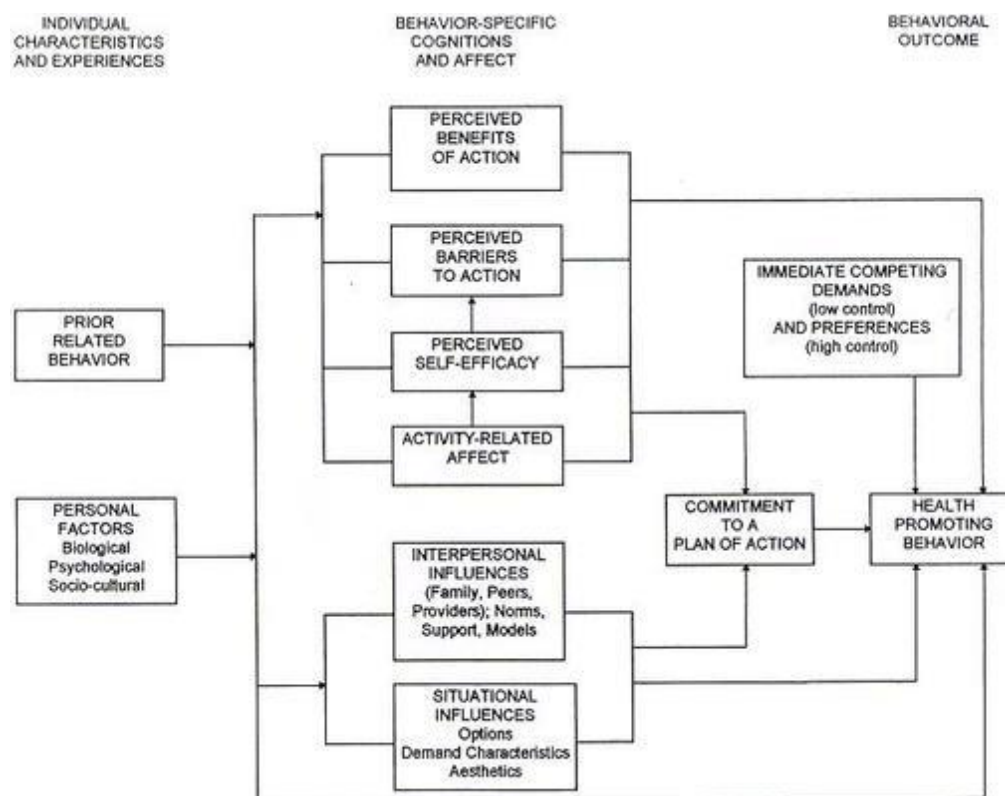 INDIVIDUAL
CHARACTERISTICS
AND EXPERIENCES
BEHAVIOR-SPECIFIC
COGNITIONS
AND AFFECT
BEHAVIORAL
OUTCOME
PERCEIVED
BENEFITS
OF ACTION
PERCEIVED
BARRIERS
TO ACTION
IMMEDIATE COMPETING
DEMANDS
(low control)
AND PREFERENCES
(high control)
PRIOR
RELATED
BEHAVIOR
PERCEIVED
SELF-EFFICACY
ACTIVITY-RELATED
AFFECT
PERSONAL
FACTORS
Biological
Psychological
Socio-cultural
COMMITMENT
TO A
PLAN OF ACTION
HEALTH
PROMOTING
BEHAVIOR
INTERPERSONAL
INFLUENCES
(Family, Peers,
Providers); Norms,
Support, Models
SITUATIONAL
INFLUENCES
Options
Demand Characteristics
Aesthetics